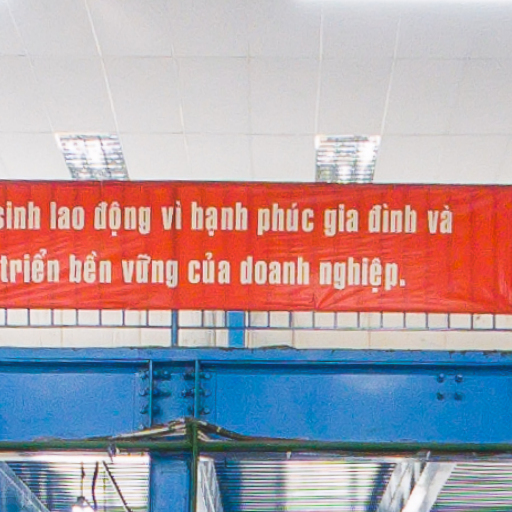 sinh lao động vì hạnh phúc gia đình và
triển bền vững của doanh nghiệp.